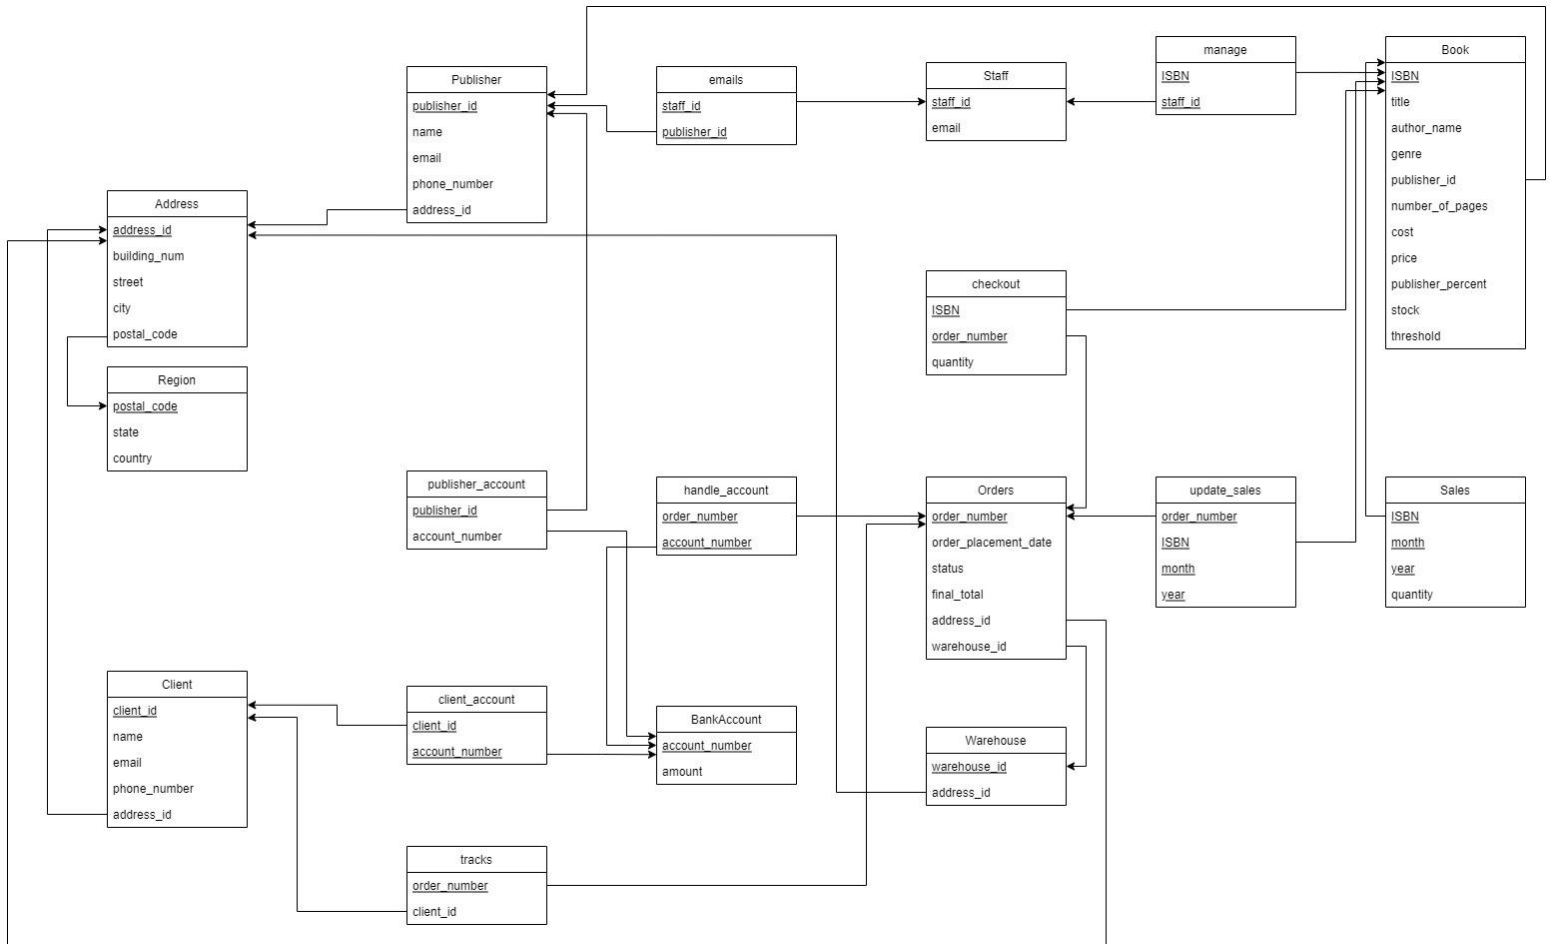 manage
ISBN
staff_id
Book
ISBN
title
author_name
genre
publisher_id
number_of_pages
cost
price
publisher_percent
stock
threshold
Publisher
publisher_id
name
email
phone_number
address_id
emails
staff_id
publisher_id
Staff
staff_id
email
Address
address_id
building_num
street
city
postal_code
checkout
ISBN
order_number
quantity
Region
postal_code
state
country
publisher_account
publisher_id
account_number
handle_account
order_number
account_number
Orders
order_number
order_placement_date
status
final_total
address_id
warehouse_id
update_sales
order_number
ISBN
month
year
Sales
ISBN
month
year
quantity
Client
client_id
name
email
phone_number
address_id
client_account
client_id
account_number
BankAccount
account_number
amount
Warehouse
warehouse_id
address_id
tracks
order_number
client_id